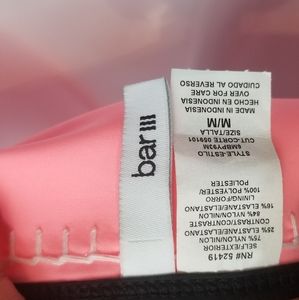 bar III
RN# 52419
SELF/EXTERIOR
75% NYLON/NILON
25% ELASTANE/ELASTANO
CONTRAST/CONTRASTE
84% NYLON/NILON
16% ELASTANE/ELASTANO
LINING/FORRO
100% POLYESTER/
POLIESTER
STYLE-ESTILO
6MBPY93M
CUT-CORTE 059101
SIZE/TALLA
M/M
MADE IN INDONESIA
HECHO EN INDONESIA
OVER FOR CARE
CUIDADO AL REVERSO